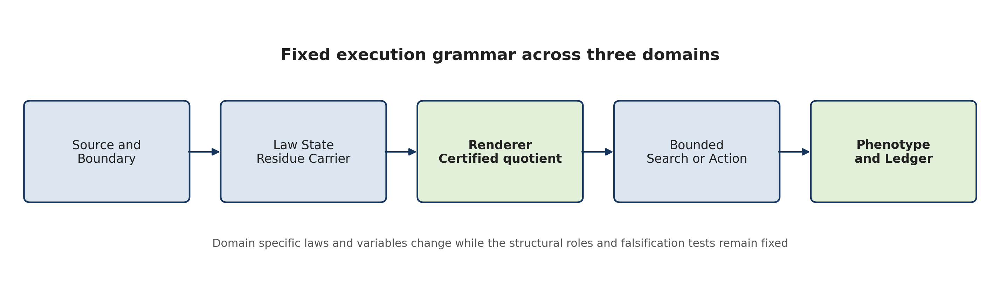 Fixed execution grammar across three domains
Source and
Boundary
Law State
Residue Carrier
Renderer
Certified quotient
Bounded
Search or Action
Phenotype
and Ledger
Domain specific laws and variables change while the structural roles and falsification tests remain fixed